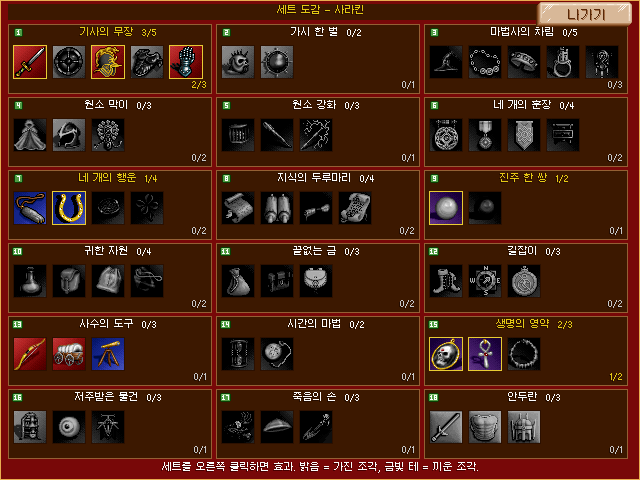 세트 도감 - 사라킨
나가기
1 기사의 무장 3/5
2/3
2 가시 한 벌 0/2
0/1
3 마법사의 차림 0/5
0/3
4 원소 막이 0/3
0/2
5 원소 강화 0/3
0/1
6 네 개의 훈장 0/4
0/2
7 네 개의 행운 1/4
0/2
8 지식의 두루마리 0/4
0/2
9 진주 한 쌍 1/2
0/1
10 귀한 자원 0/4
0/2
11 끝없는 금 0/3
0/2
12 길잡이 0/3
N
W E
S
0/2
13 사수의 도구 0/3
0/1
14 시간의 마법 0/2
0/1
15 생명의 영약 2/3
1/2
16 저주받은 물건 0/3
0/1
17 죽음의 손 0/3
0/1
18 안두란 0/3
0/1
세트를 오른쪽 클릭하면 효과. 밝음 = 가진 조각, 금빛 테 = 끼운 조각.